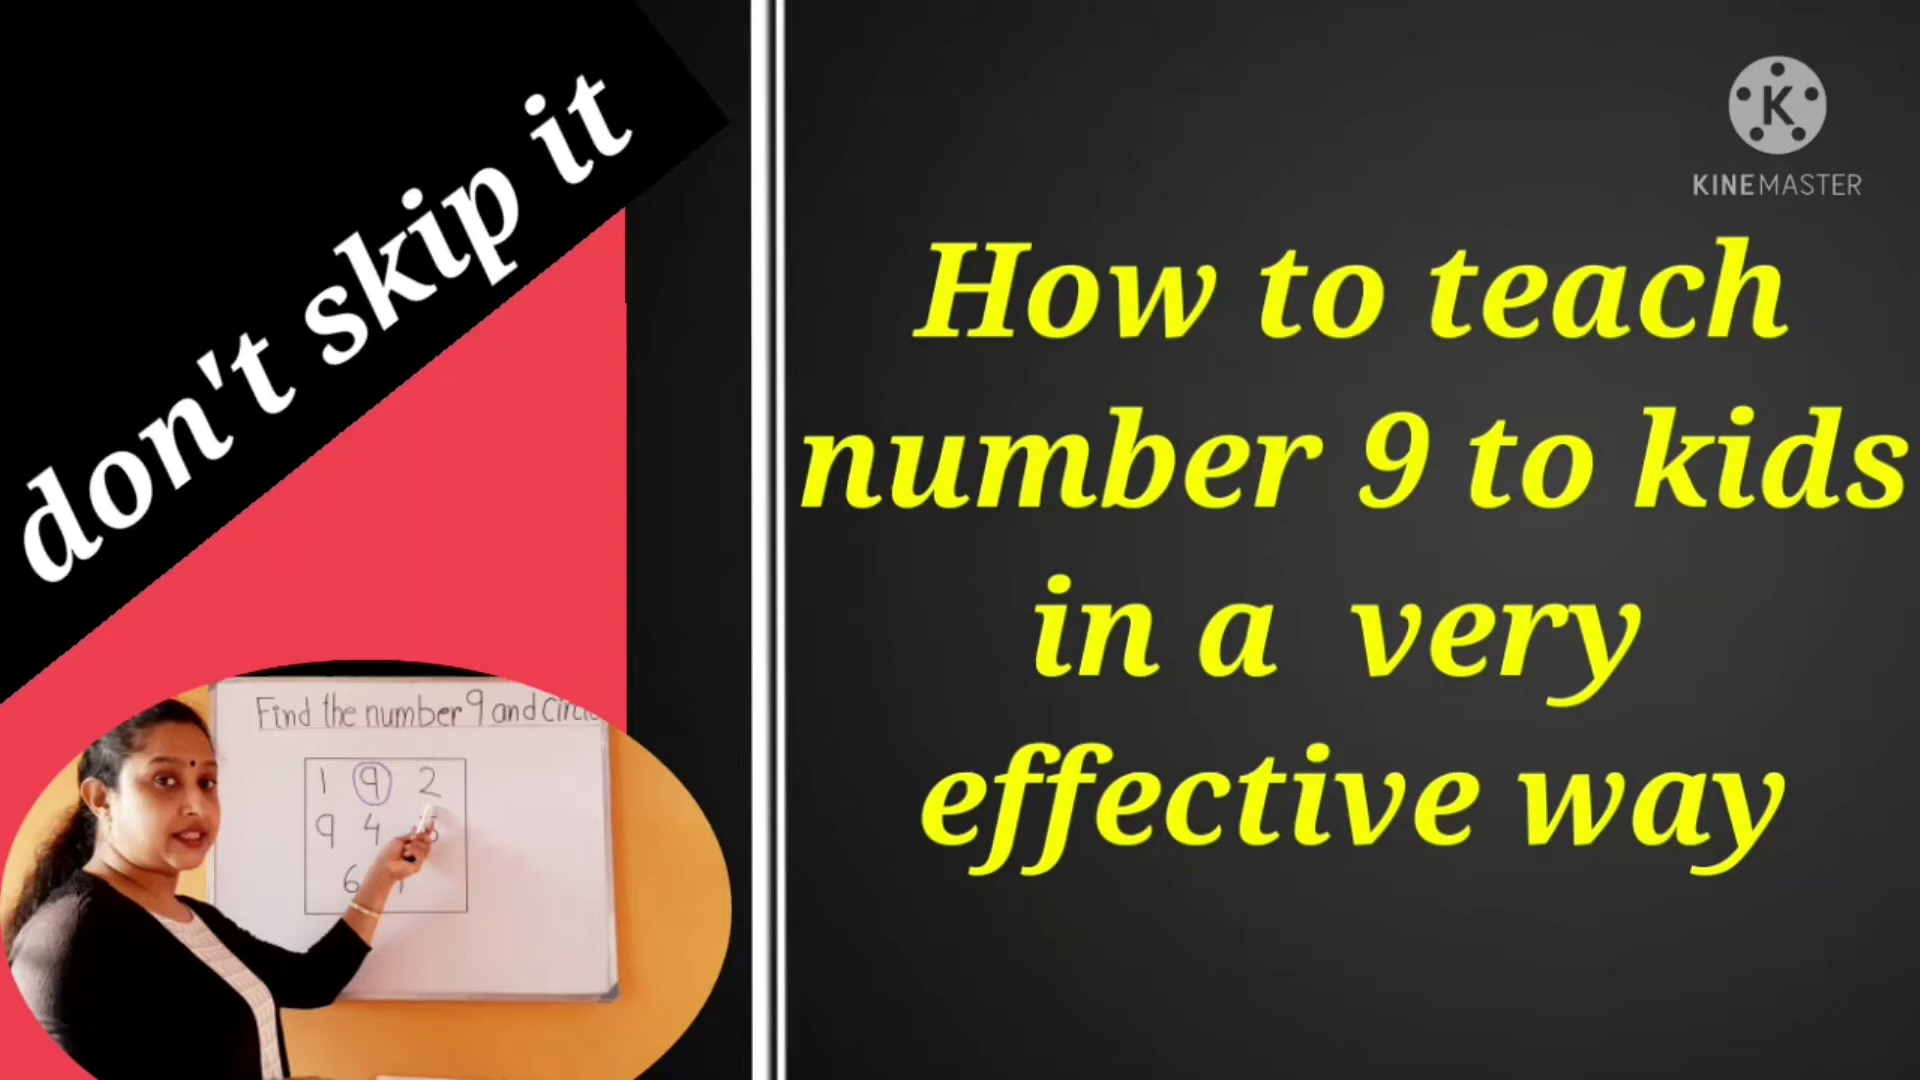 don't skip it
K
KINEMASTER
How to teach
number 9 to kids
in a very
effective way
Find the number 9 and
1 9 2
9 4
6